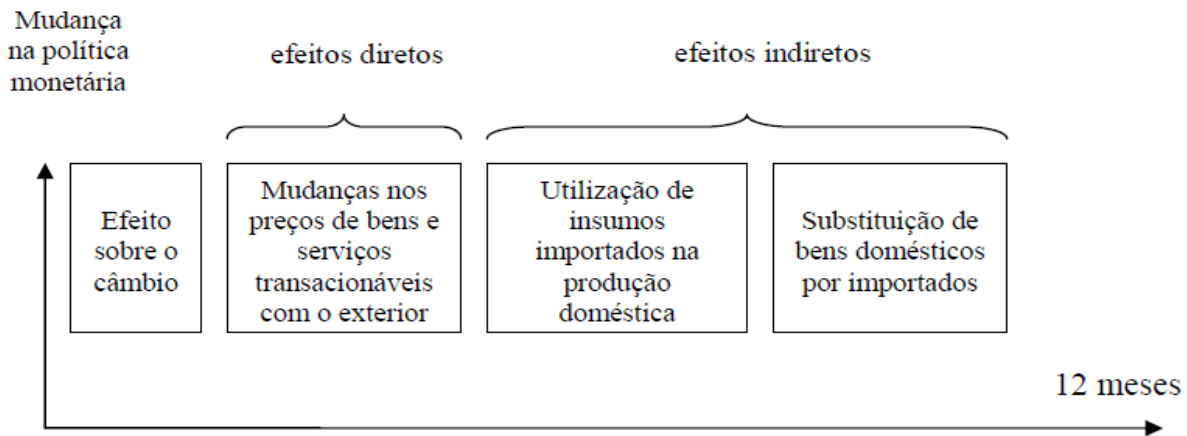 Mudança
na política
monetária
efeitos diretos
efeitos indiretos
Efeito
sobre o
câmbio
Mudanças nos
preços de bens e
serviços
transacionáveis
com o exterior
Utilização de
insumos
importados na
produção
doméstica
Substituição de
bens domésticos
por importados
12 meses